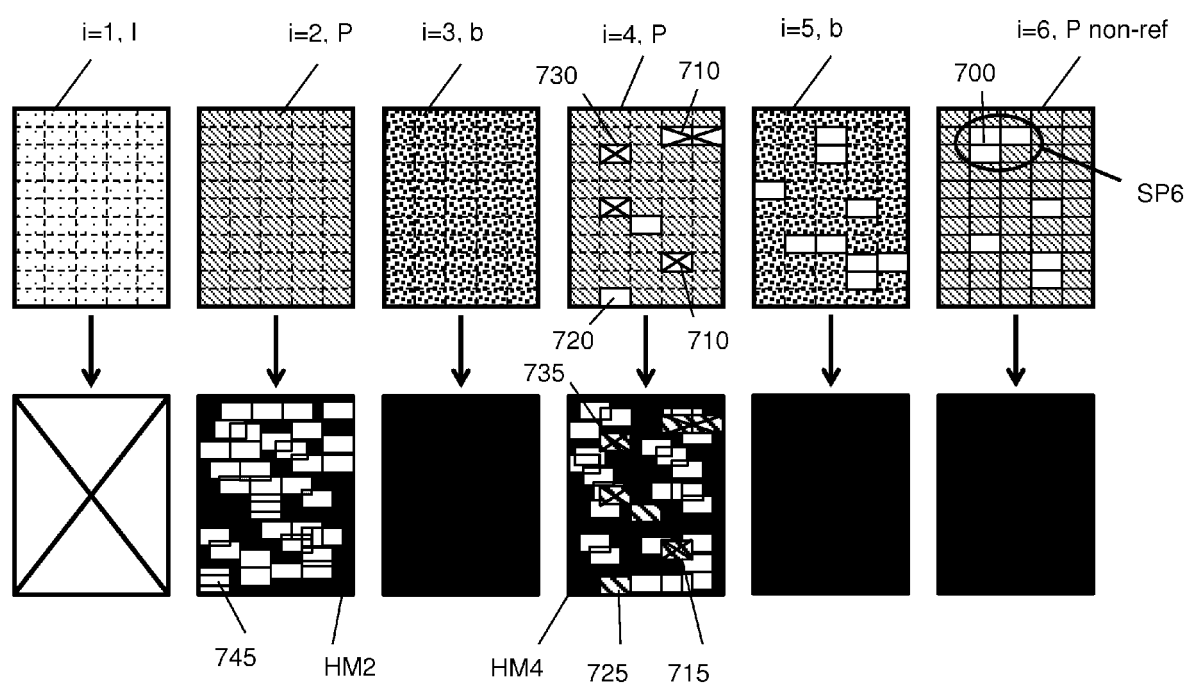 i=1, I
i=2, P
i=3, b
i=4, P
i=5, b
i=6, P non-ref
730
710
700
SP6
720
710
735
745
HM2
HM4
725
715